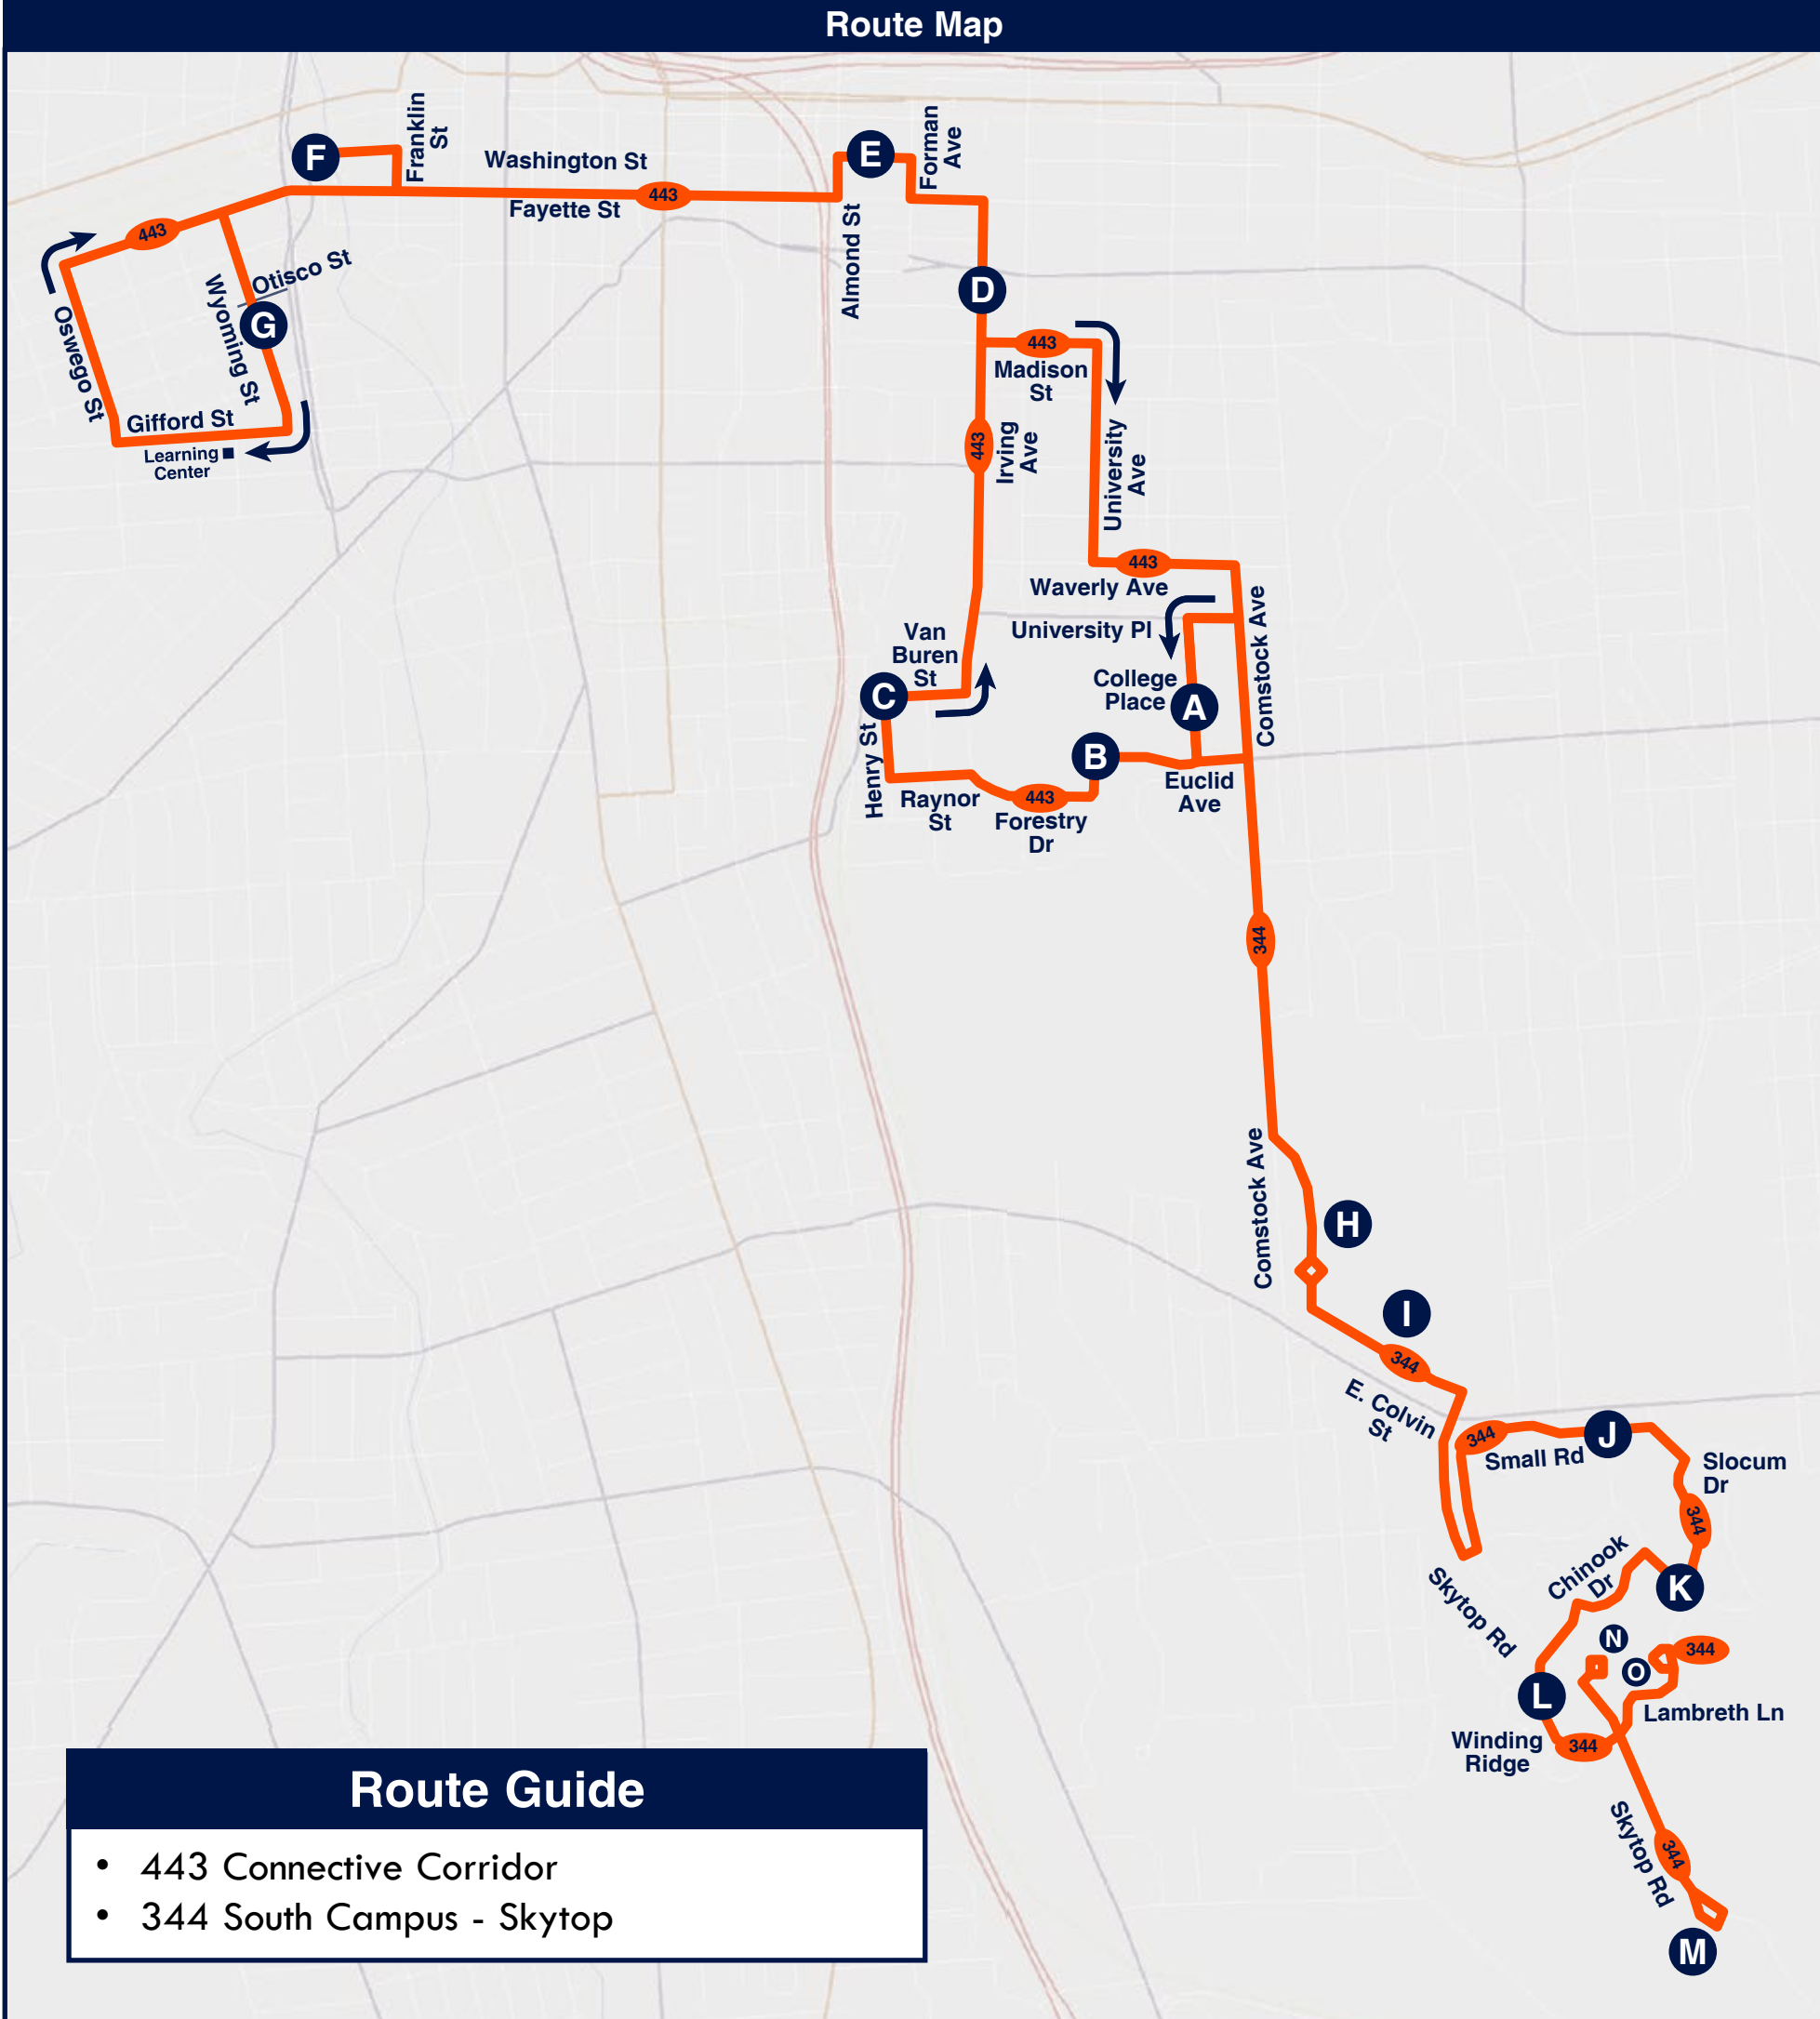 Route Map
Franklin
St
F
Washington St
443
Fayette St
E
Forman
Ave
Almond St
443
Otisco St
Wyoming St
G
Oswego St
Gifford St
Learning
Center
D
443
Madison
St
443
Irving
Ave
University
Ave
443
Waverly Ave
University Pl
Comstock Ave
Van
Buren
St
C
College
Place
A
Henry St
B
Euclid
Ave
Raynor
St
443
Forestry
Dr
344
Comstock Ave
H
I
344
E. Colvin
St
344
Small Rd
J
Slocum
Dr
344
Chinook
Dr
K
Skytop Rd
N
O
344
L
Lambreth Ln
Winding
Ridge
344
Skytop Rd
344
M
Route Guide
• 443 Connective Corridor
• 344 South Campus - Skytop